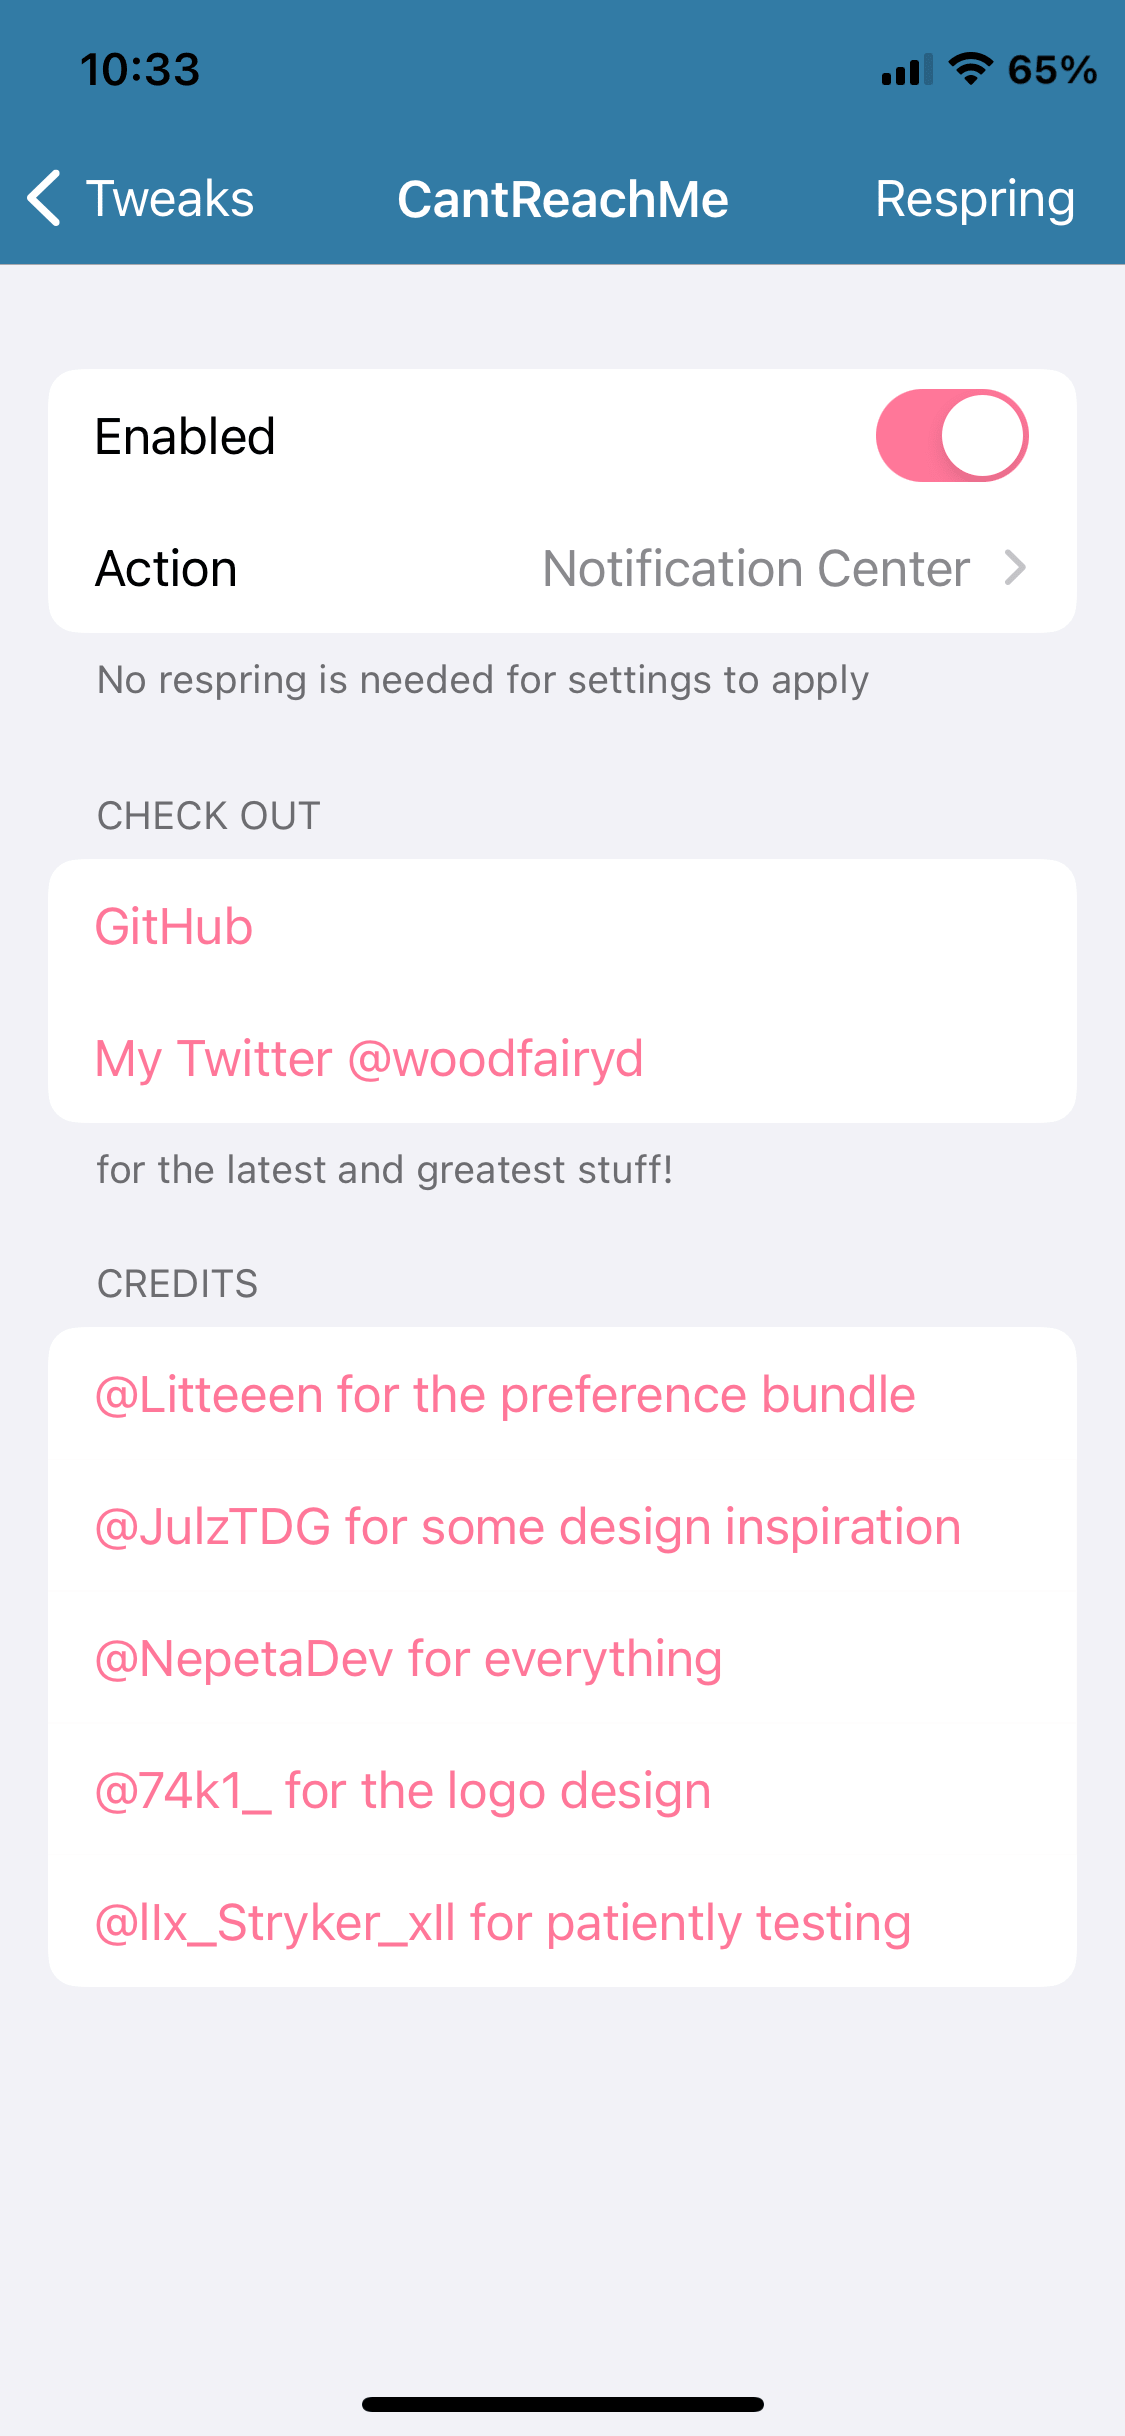 10:33
65%
Tweaks
CantReachMe
Respring
Enabled
Action
Notification Center
No respring is needed for settings to apply
CHECK OUT
GitHub
My Twitter @woodfairyd
for the latest and greatest stuff!
CREDITS
@Litteeen for the preference bundle
@JulzTDG for some design inspiration
@NepetaDev for everything
@74k1_ for the logo design
@lIx_Stryker_xIl for patiently testing